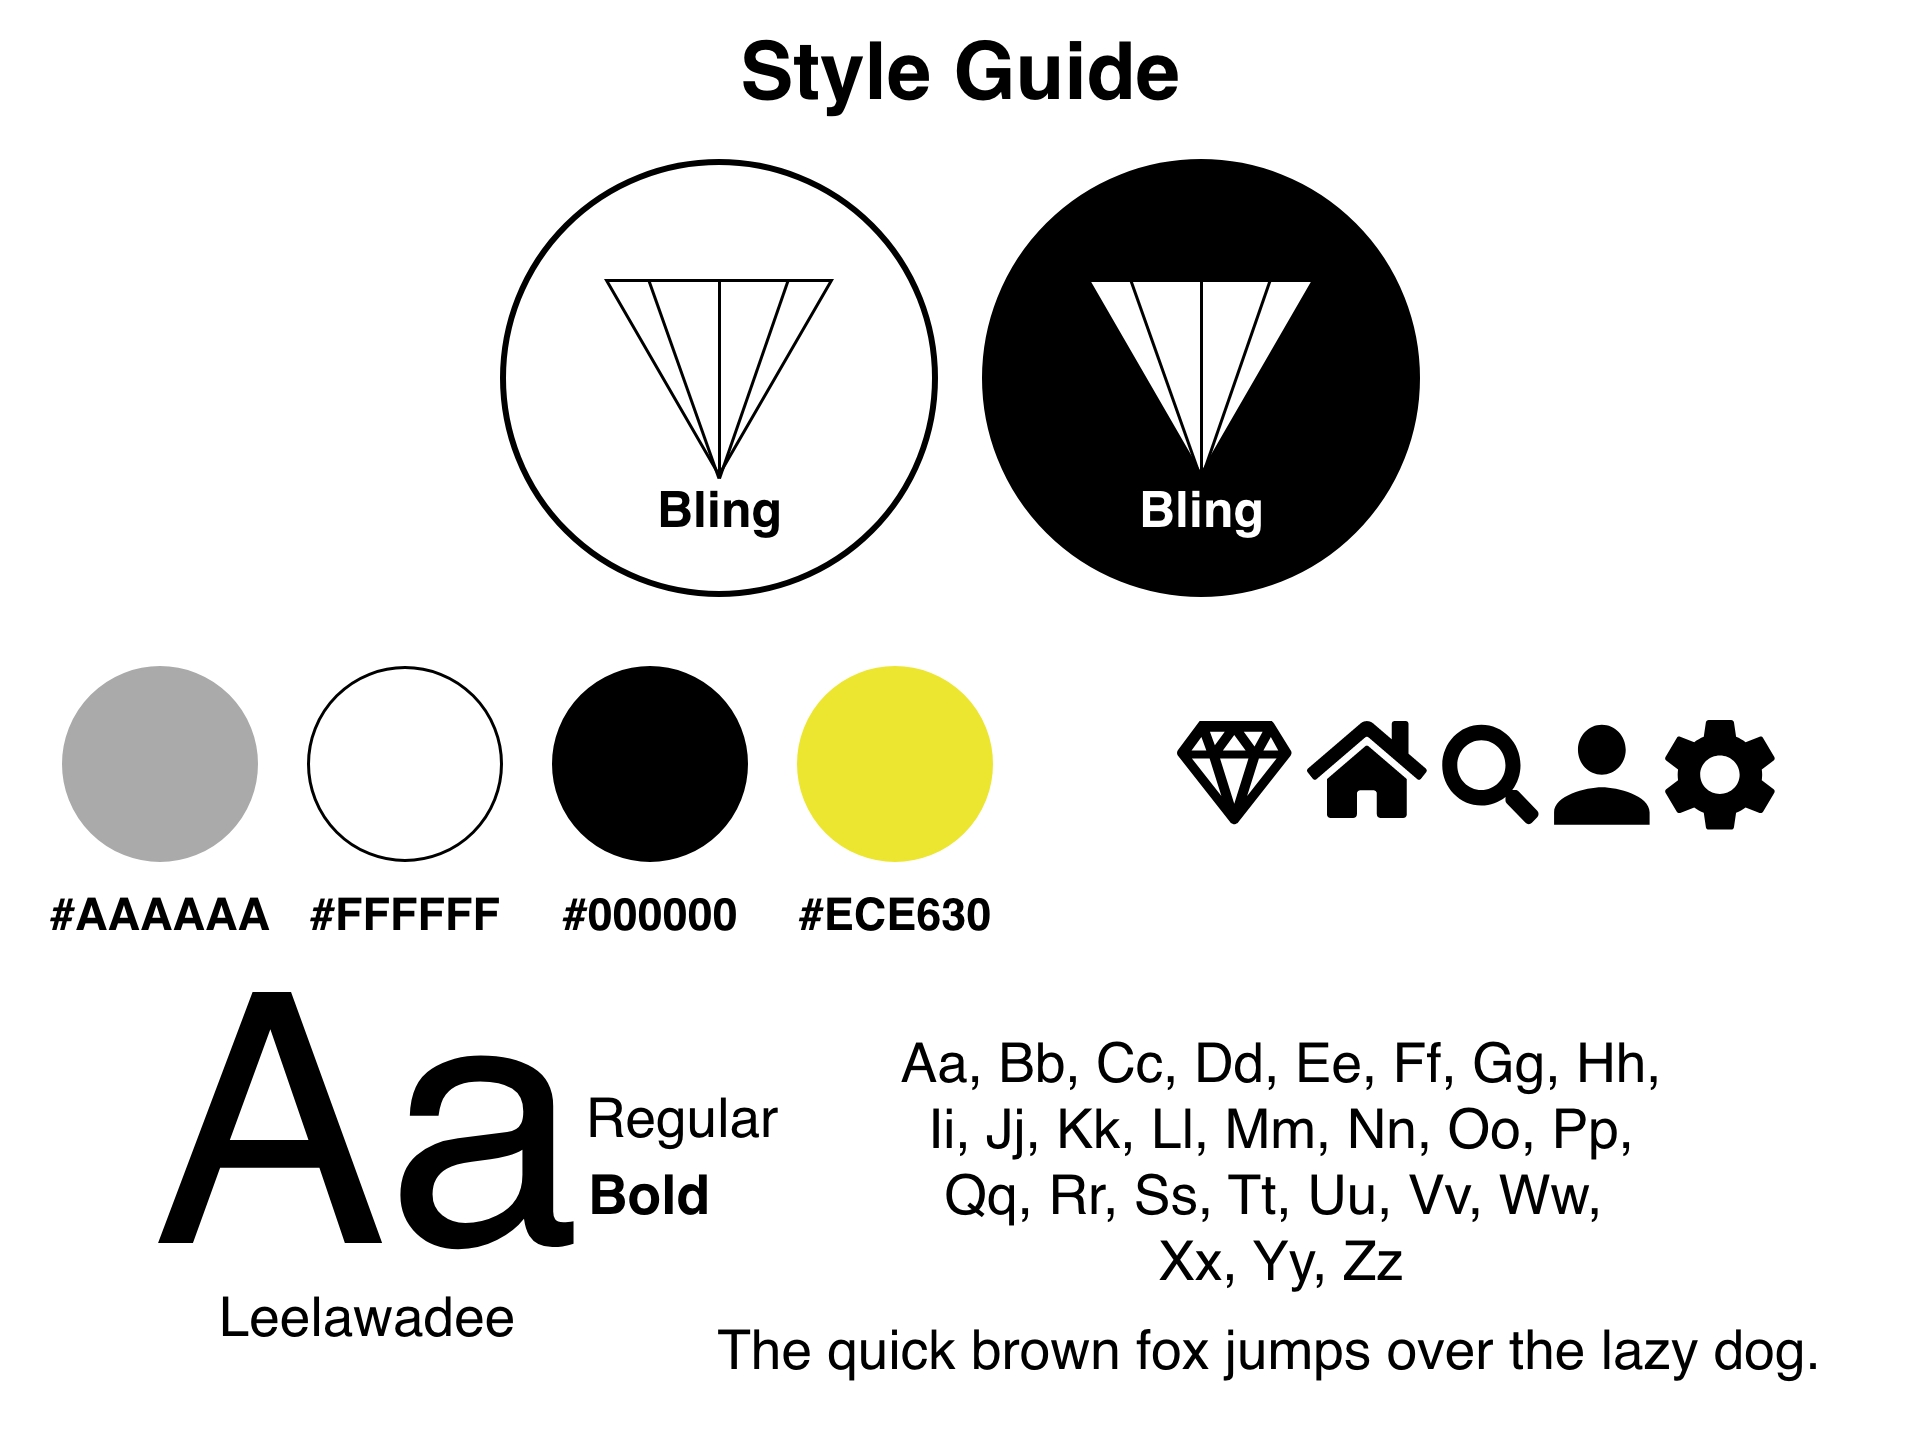 Style Guide
Bling
Bling
#AAAAAA
#FFFFFF
#000000
#ECE630
Aa
Regular
Bold
Leelawadee
Aa, Bb, Cc, Dd, Ee, Ff, Gg, Hh,
Ii, Jj, Kk, Ll, Mm, Nn, Oo, Pp,
Qq, Rr, Ss, Tt, Uu, Vv, Ww,
Xx, Yy, Zz
The quick brown fox jumps over the lazy dog.